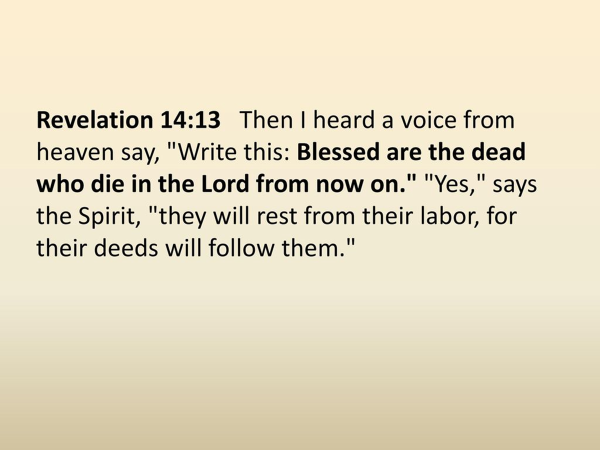 Revelation 14:13   Then I heard a voice from
heaven say, "Write this: Blessed are the dead
who die in the Lord from now on." "Yes," says
the Spirit, "they will rest from their labor, for
their deeds will follow them."